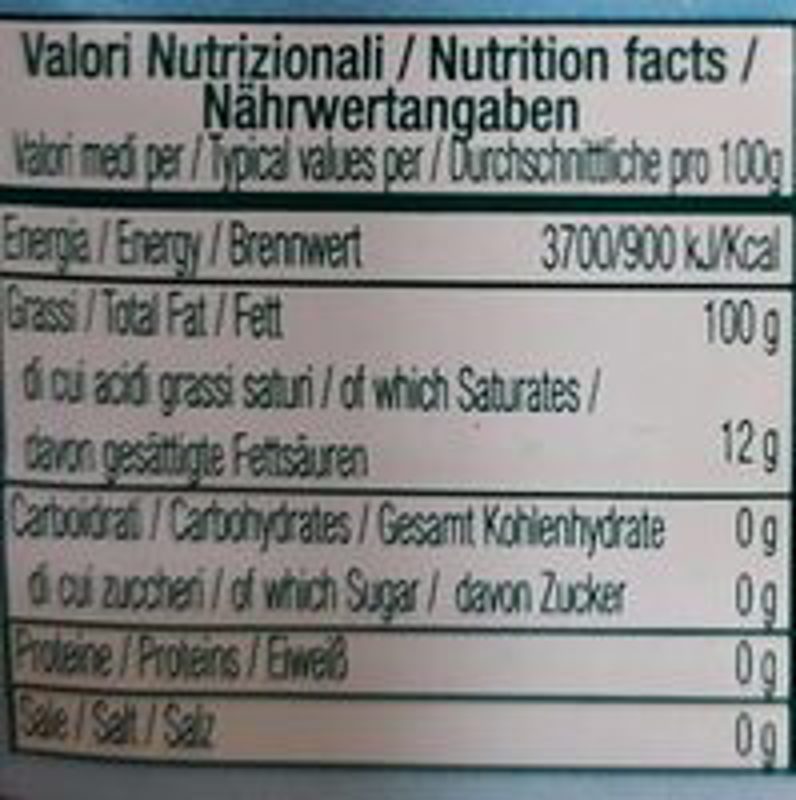 Valori Nutrizionali / Nutrition facts /
Nährwertangaben
Valori medi per / Typical values per / Durchschnittliche pro 100g
Energia / Energy / Brennwert 3700/900 kJ/Kcal
Grassi / Total Fat / Fett 100 g
di cui acidi grassi saturi / of which Saturates /
davon gesättigte Fettsäuren 12 g
Carboidrati / Carbohydrates / Gesamt Kohlenhydrate 0 g
di cui zuccheri / of which Sugar / davon Zucker 0 g
Proteine / Proteins / Eiweiß 0 g
Sale / Salt / Salz 0 g